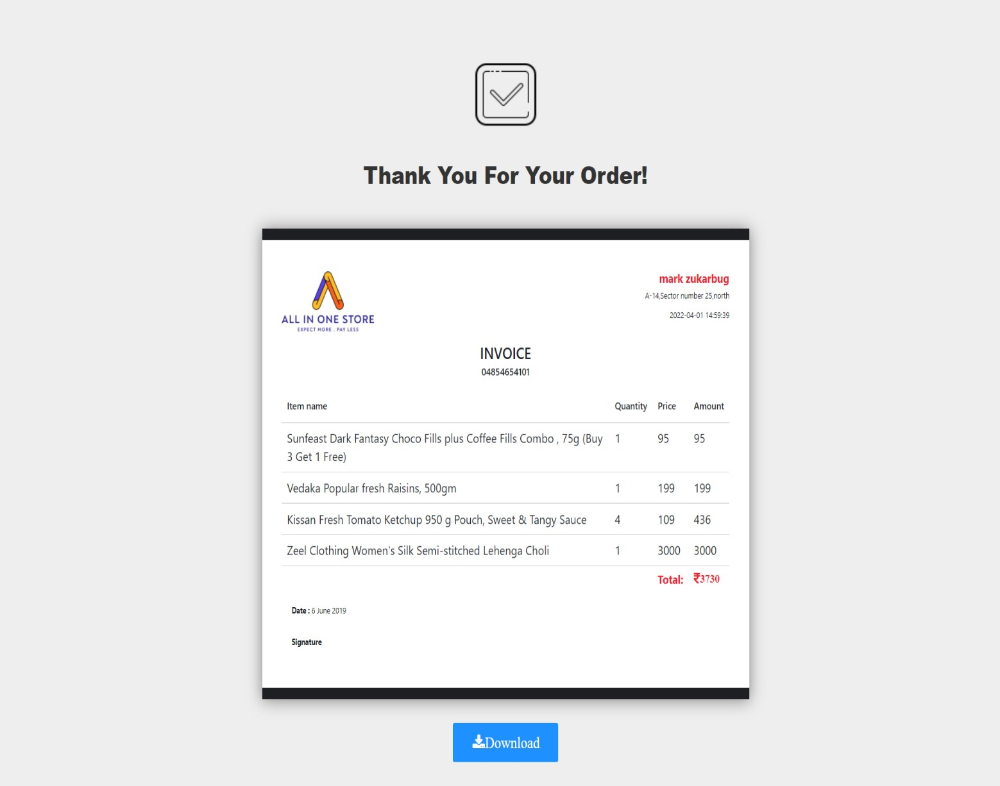 Thank You For Your Order!
ALL IN ONE STORE
EXPECT MORE . PAY LESS
mark zukarbug
A-14,Sector number 25,north
2022-04-01 14:59:39
INVOICE
04854654101
Item name Quantity Price Amount
Sunfeast Dark Fantasy Choco Fills plus Coffee Fills Combo , 75g (Buy 1 95 95
3 Get 1 Free)
Vedaka Popular fresh Raisins, 500gm 1 199 199
Kissan Fresh Tomato Ketchup 950 g Pouch, Sweet & Tangy Sauce 4 109 436
Zeel Clothing Women's Silk Semi-stitched Lehenga Choli 1 3000 3000
Total: ₹3730
Date : 6 June 2019
Signature
Download